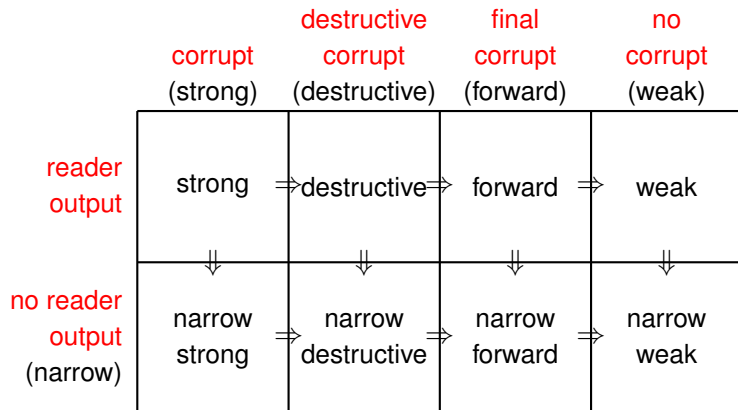 destructive final no
corrupt corrupt corrupt corrupt
(strong) (destructive) (forward) (weak)
reader
output
strong ⇒ destructive ⇒ forward ⇒ weak
⇓ ⇓ ⇓ ⇓
no reader
output
(narrow)
narrow narrow narrow narrow
strong ⇒ destructive ⇒ forward ⇒ weak